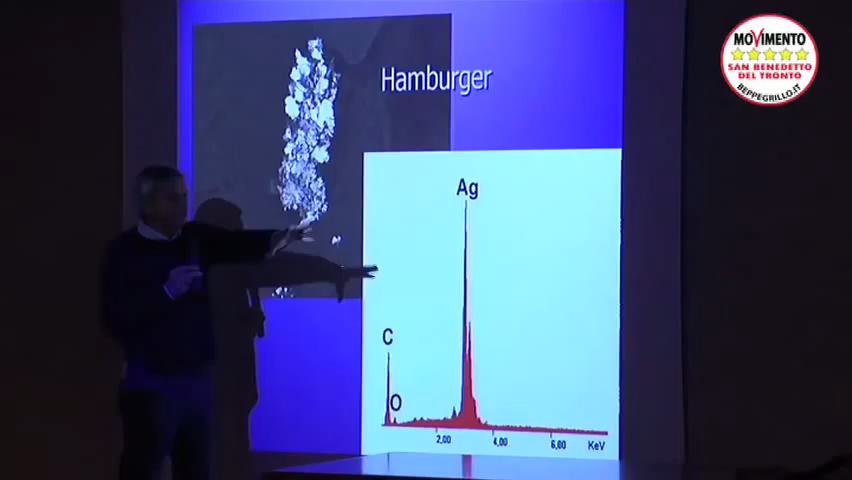 MOVIMENTO
SAN BENEDETTO
DEL TRONTO
BEPPEGRILLO.IT
Hamburger
Ag
C
O
2,00
4,00
6,00
KeV